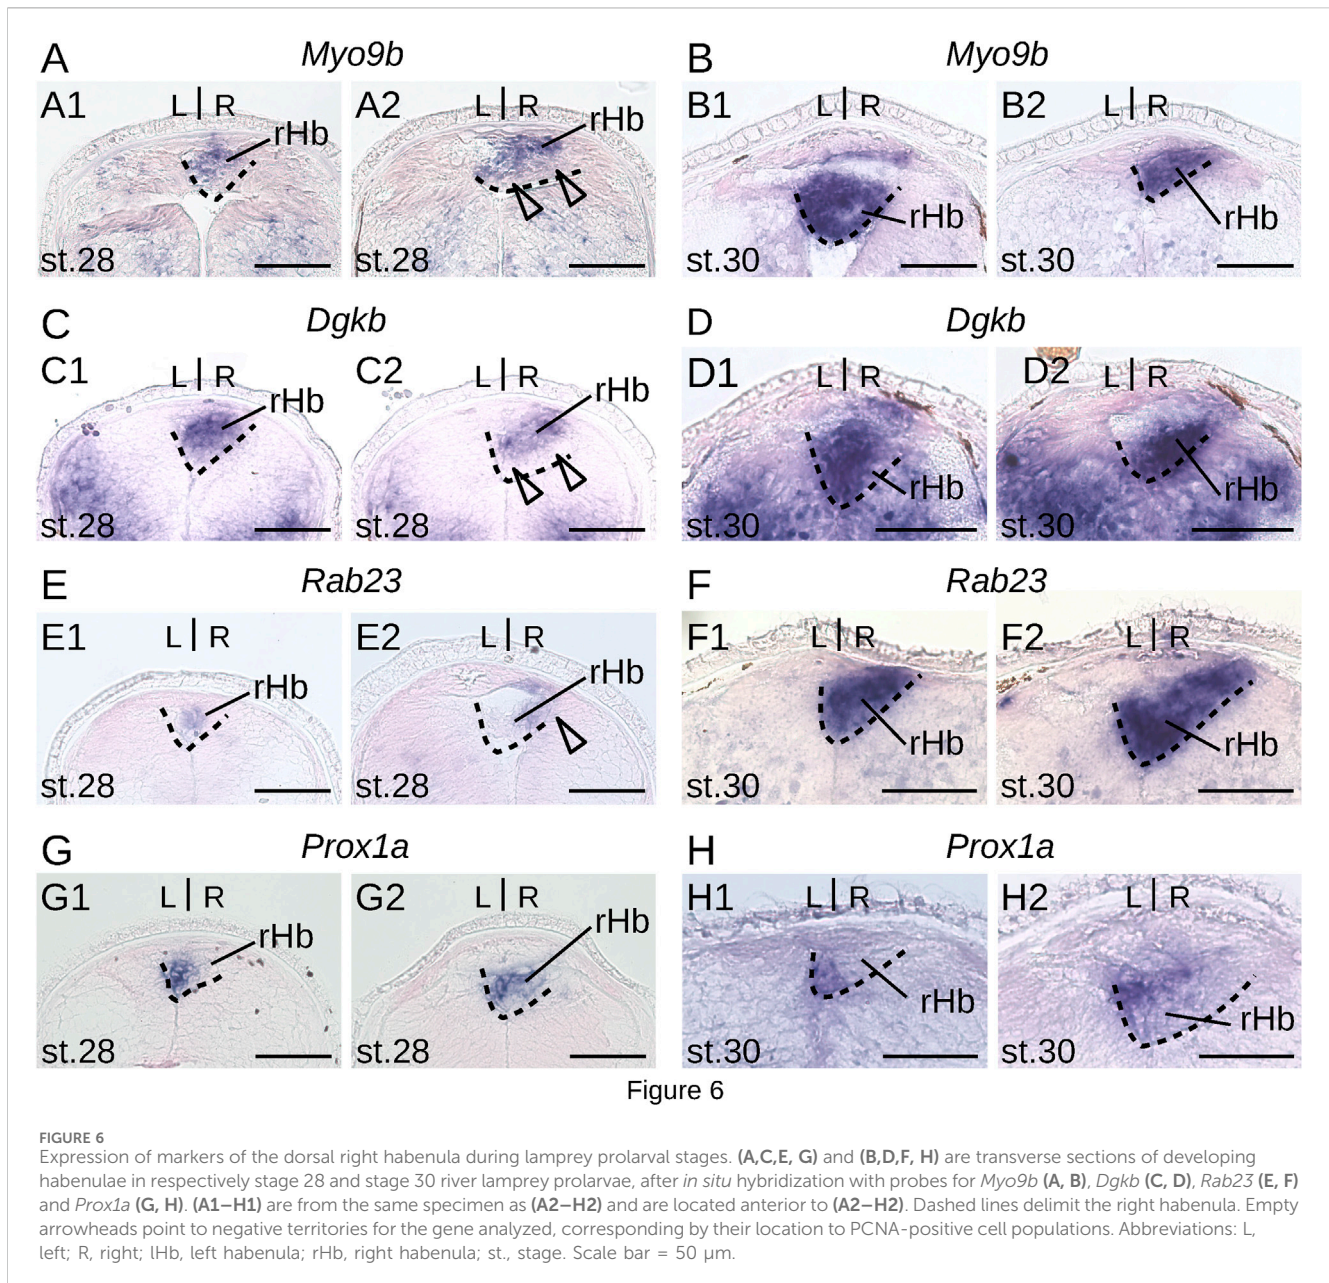 A Myo9b
B Myo9b
A1 L R rHb st.28
A2 L R rHb st.28
B1 L R rHb st.30
B2 L R rHb st.30
C Dgkb
D Dgkb
C1 L R rHb st.28
C2 L R rHb st.28
D1 L R rHb st.30
D2 L R rHb st.30
E Rab23
F Rab23
E1 L R rHb st.28
E2 L R rHb st.28
F1 L R rHb st.30
F2 L R rHb st.30
G Prox1a
H Prox1a
G1 L R rHb st.28
G2 L R rHb st.28
H1 L R rHb st.30
H2 L R rHb st.30
Figure 6
FIGURE 6
Expression of markers of the dorsal right habenula during lamprey prolarval stages. (A,C,E, G) and (B,D,F, H) are transverse sections of developing
habenulae in respectively stage 28 and stage 30 river lamprey prolarvae, after in situ hybridization with probes for Myo9b (A, B), Dgkb (C, D), Rab23 (E, F)
and Prox1a (G, H). (A1–H1) are from the same specimen as (A2–H2) and are located anterior to (A2–H2). Dashed lines delimit the right habenula. Empty
arrowheads point to negative territories for the gene analyzed, corresponding by their location to PCNA-positive cell populations. Abbreviations: L,
left; R, right; lHb, left habenula; rHb, right habenula; st., stage. Scale bar = 50 μm.